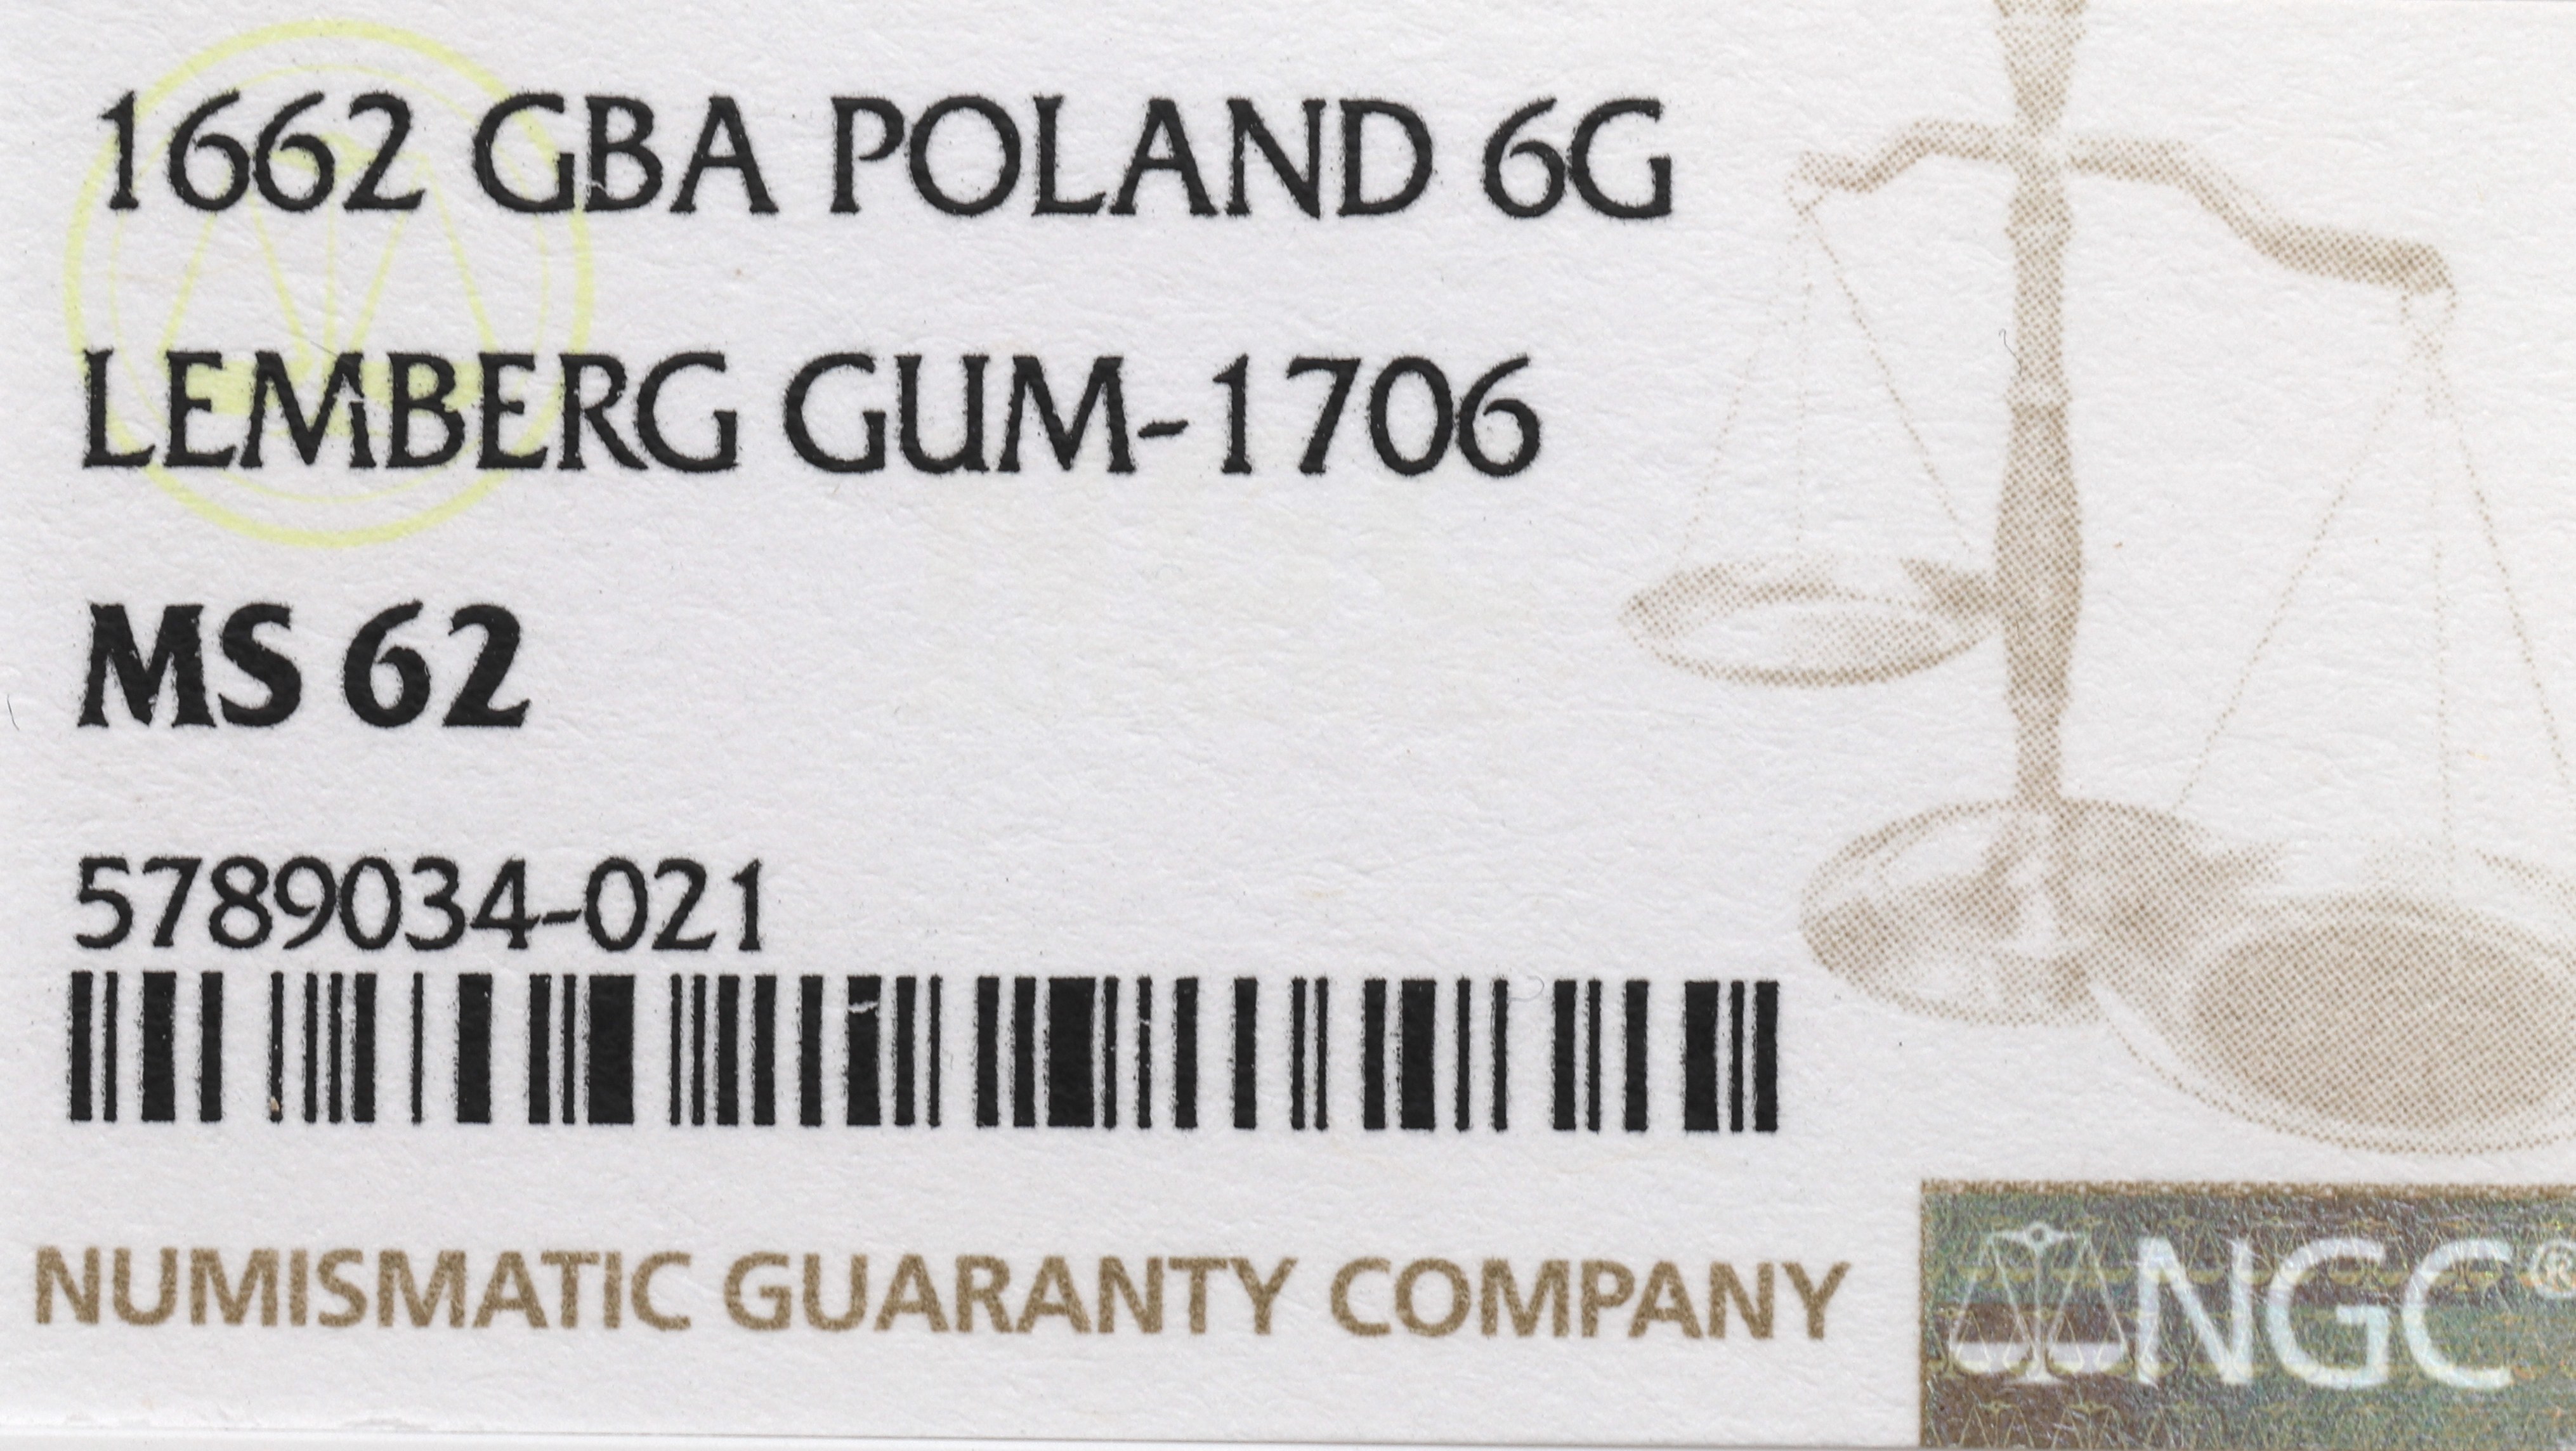 1662 GBA POLAND 6G
LEMBERG GUM-1706
MS 62
5789034-021
NUMISMATIC GUARANTY COMPANY
NGC®